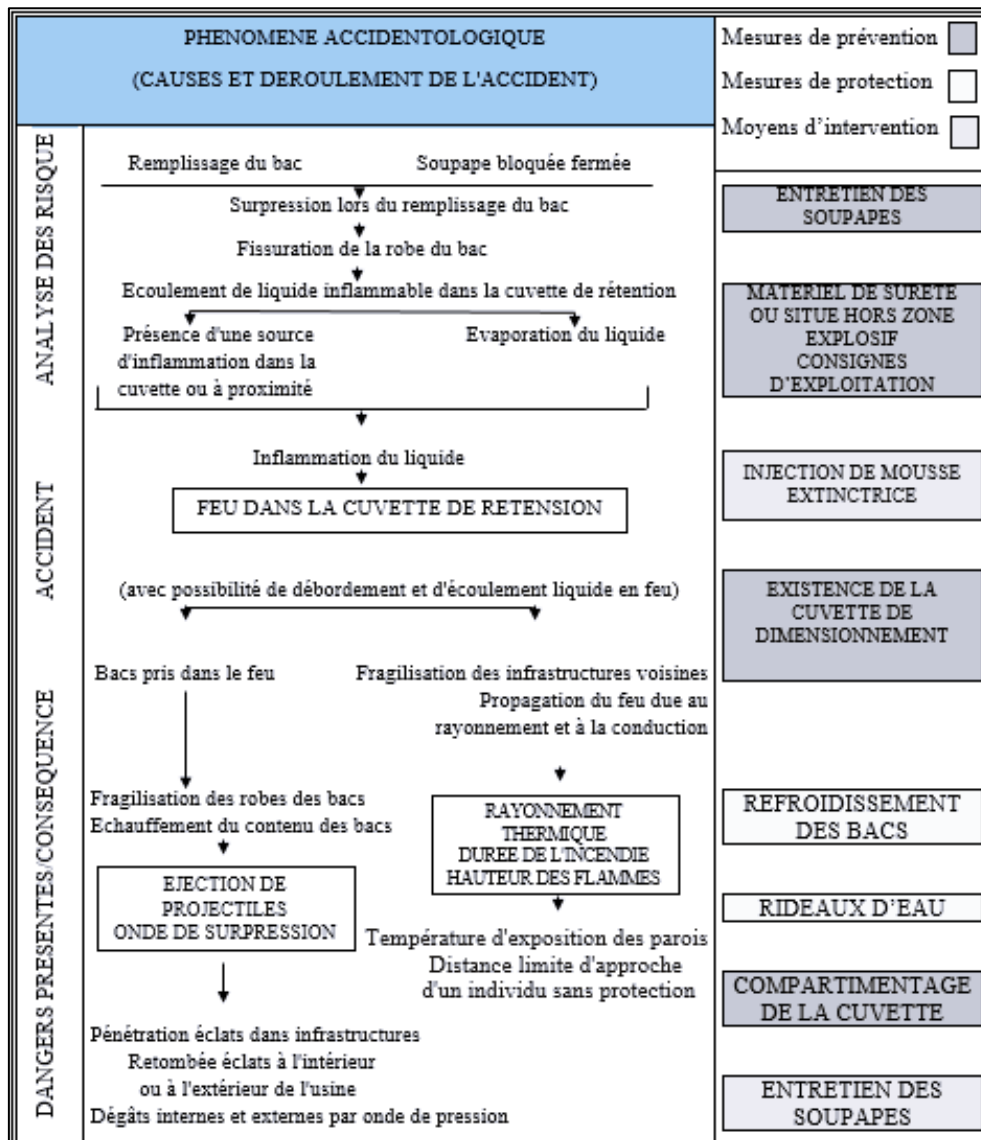 PHENOMENE ACCIDENTOLOGIQUE
(CAUSES ET DEROULEMENT DE L'ACCIDENT)
Mesures de prévention
Mesures de protection
Moyens d'intervention
ANALYSE DES RISQUE
Remplissage du bac
Soupape bloquée fermée
Surpression lors du remplissage du bac
Fissuration de la robe du bac
Ecoulement de liquide inflammable dans la cuvette de rétention
Présence d'une source
d'inflammation dans la
cuvette ou à proximité
Evaporation du liquide
ENTRETIEN DES
SOUPAPES
MATERIEL DE SURETE
OU SITUE HORS ZONE
EXPLOSIF
CONSIGNES
D'EXPLOITATION
ACCIDENT
Inflammation du liquide
FEU DANS LA CUVETTE DE RETENSION
(avec possibilité de débordement et d'écoulement liquide en feu)
INJECTION DE MOUSSE
EXTINCTRICE
EXISTENCE DE LA
CUVETTE DE
DIMENSIONNEMENT
DANGERS PRESENTES/CONSEQUENCE
Bacs pris dans le feu
Fragilisation des robes des bacs
Echauffement du contenu des bacs
EJECTION DE
PROJECTILES
ONDE DE SURPRESSION
Pénétration éclats dans infrastructures
Retombée éclats à l'intérieur
ou à l'extérieur de l'usine
Dégâts internes et externes par onde de pression
Fragilisation des infrastructures voisines
Propagation du feu due au
rayonnement et à la conduction
RAYONNEMENT
THERMIQUE
DUREE DE L'INCENDIE
HAUTEUR DES FLAMMES
Température d'exposition des parois
Distance limite d'approche
d'un individu sans protection
REFROIDISSEMENT
DES BACS
RIDEAUX D'EAU
COMPARTIMENTAGE
DE LA CUVETTE
ENTRETIEN DES
SOUPAPES